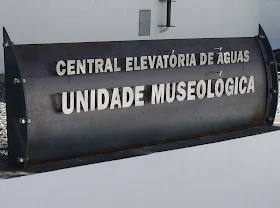 CENTRAL ELEVATÓRIA DE ÁGUAS
UNIDADE MUSEOLÓGICA